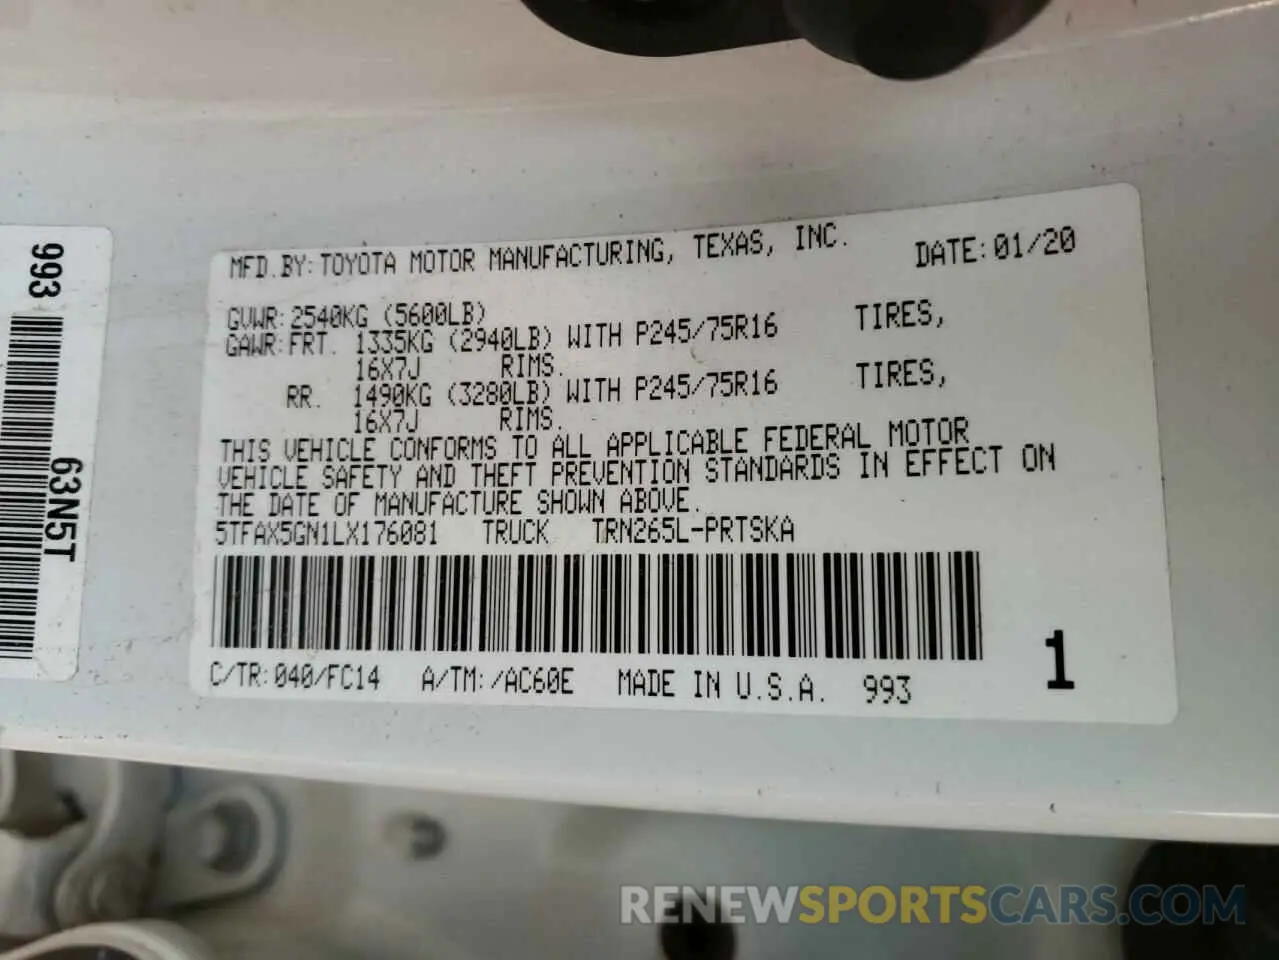 993
63N5T
MFD.BY:TOYOTA MOTOR MANUFACTURING, TEXAS, INC. DATE:01/20
GVWR:2540KG (5600LB)
GAWR:FRT. 1335KG (2940LB) WITH P245/75R16 TIRES,
16X7J RIMS.
RR. 1490KG (3280LB) WITH P245/75R16 TIRES,
16X7J RIMS.
THIS VEHICLE CONFORMS TO ALL APPLICABLE FEDERAL MOTOR
VEHICLE SAFETY AND THEFT PREVENTION STANDARDS IN EFFECT ON
THE DATE OF MANUFACTURE SHOWN ABOVE.
5TFAX5GN1LX176081 TRUCK TRN265L-PRTSKA
C/TR:040/FC14 A/TM:/AC60E MADE IN U.S.A. 993
1
RENEWSPORTSCARS.COM